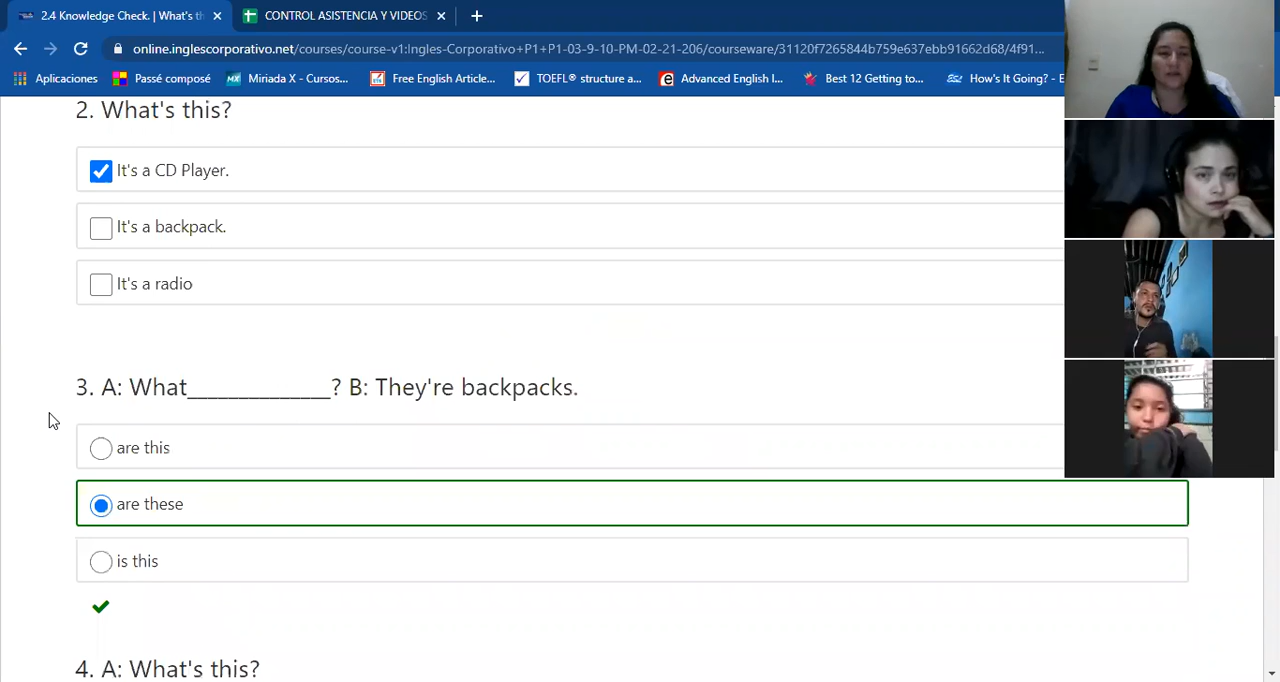 2.4 Knowledge Check. | What's th
CONTROL ASISTENCIA Y VIDEOS
online.inglescorporativo.net/courses/course-v1:Ingles-Corporativo+P1+P1-03-9-10-PM-02-21-206/courseware/31120f7265844b759e637ebb91662d68/4f91...
Aplicaciones Passé composé Miriada X - Cursos... Free English Article... TOEFL® structure a... Advanced English l... Best 12 Getting to... How's It Going? - E
2. What's this?
It's a CD Player.
It's a backpack.
It's a radio
3. A: What______________? B: They're backpacks.
are this
are these
is this
4. A: What's this?